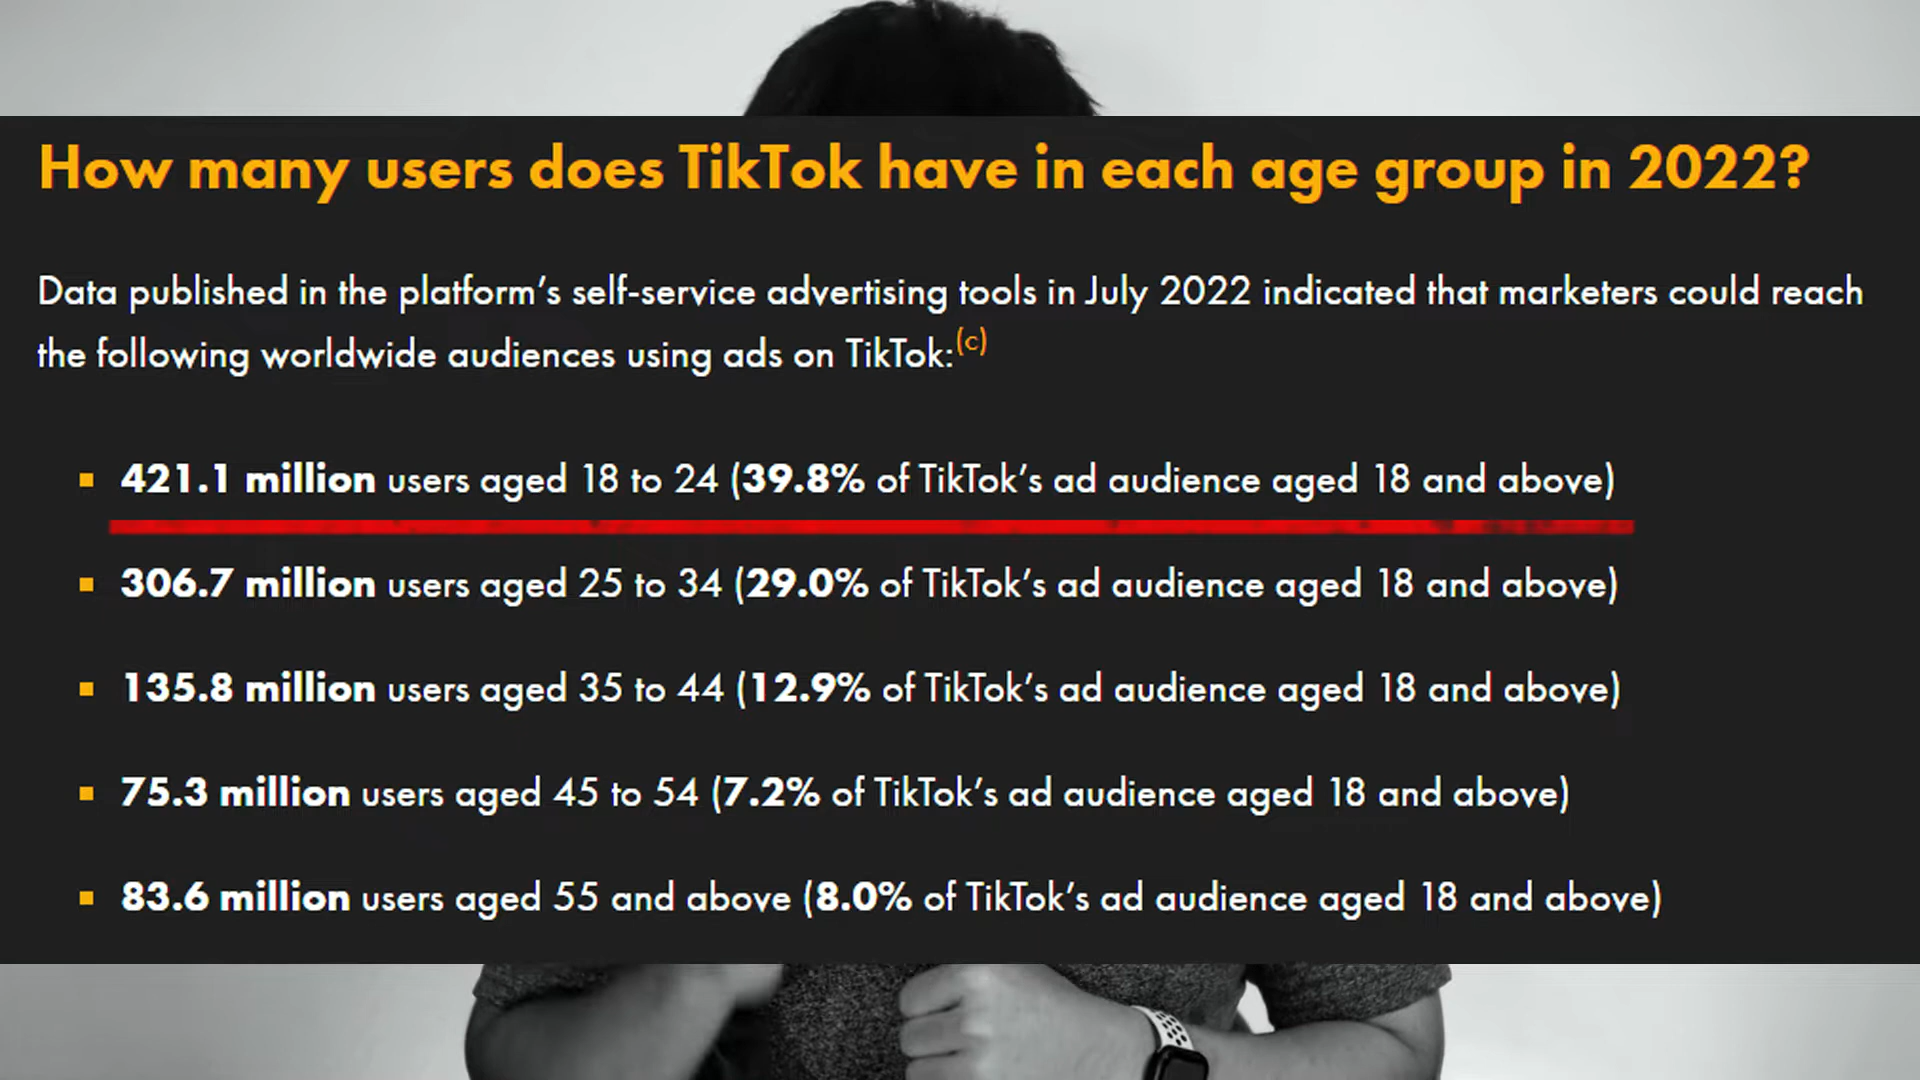 How many users does TikTok have in each age group in 2022?
Data published in the platform’s self-service advertising tools in July 2022 indicated that marketers could reach
the following worldwide audiences using ads on TikTok:(c)
421.1 million users aged 18 to 24 (39.8% of TikTok’s ad audience aged 18 and above)
306.7 million users aged 25 to 34 (29.0% of TikTok’s ad audience aged 18 and above)
135.8 million users aged 35 to 44 (12.9% of TikTok’s ad audience aged 18 and above)
75.3 million users aged 45 to 54 (7.2% of TikTok’s ad audience aged 18 and above)
83.6 million users aged 55 and above (8.0% of TikTok’s ad audience aged 18 and above)